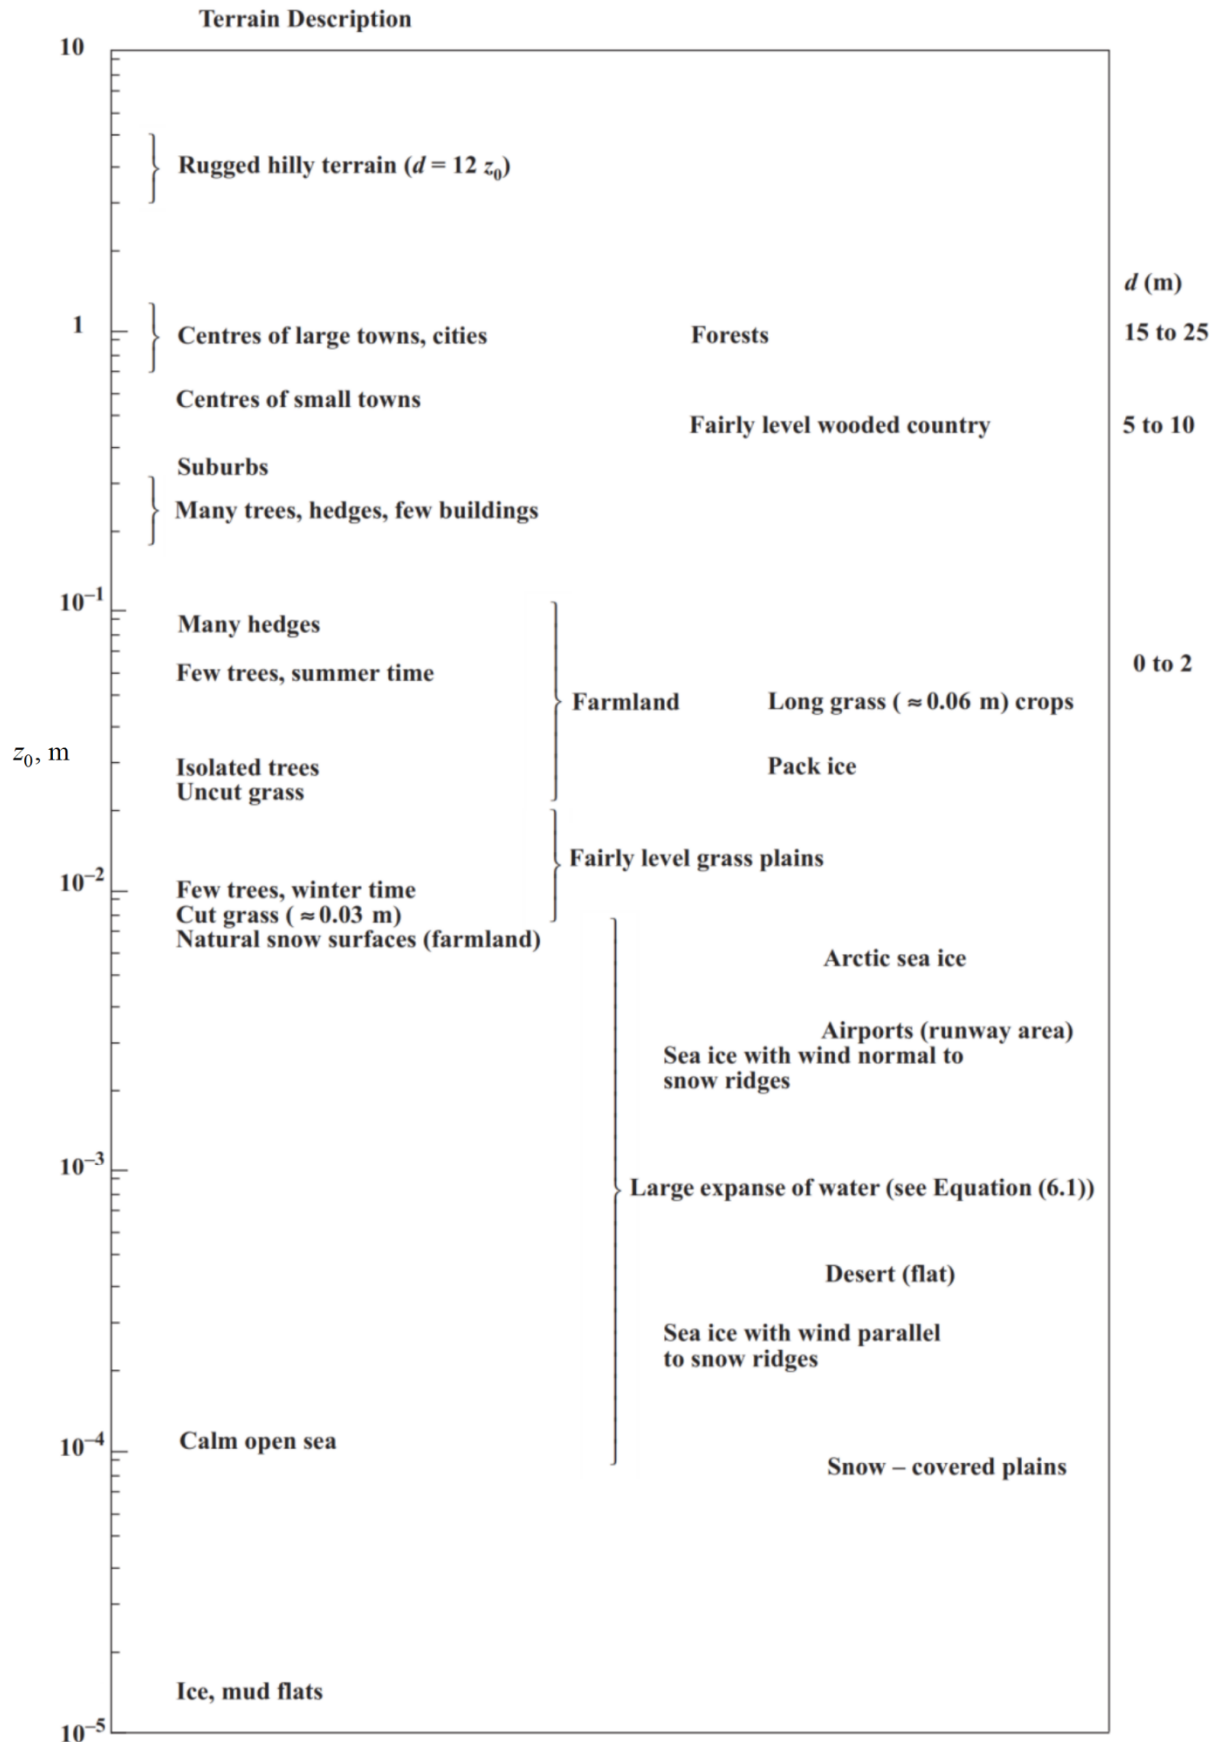 Terrain Description
10
Rugged hilly terrain (d = 12 z₀)
d (m)
1
Centres of large towns, cities
Forests
15 to 25
Centres of small towns
Fairly level wooded country
5 to 10
Suburbs
Many trees, hedges, few buildings
10⁻¹
Many hedges
0 to 2
Few trees, summer time
Farmland
Long grass ( ≈ 0.06 m) crops
z₀, m
Isolated trees
Pack ice
Uncut grass
Fairly level grass plains
10⁻²
Few trees, winter time
Cut grass ( ≈ 0.03 m)
Natural snow surfaces (farmland)
Arctic sea ice
Airports (runway area)
Sea ice with wind normal to
snow ridges
10⁻³
Large expanse of water (see Equation (6.1))
Desert (flat)
Sea ice with wind parallel
to snow ridges
10⁻⁴
Calm open sea
Snow – covered plains
Ice, mud flats
10⁻⁵